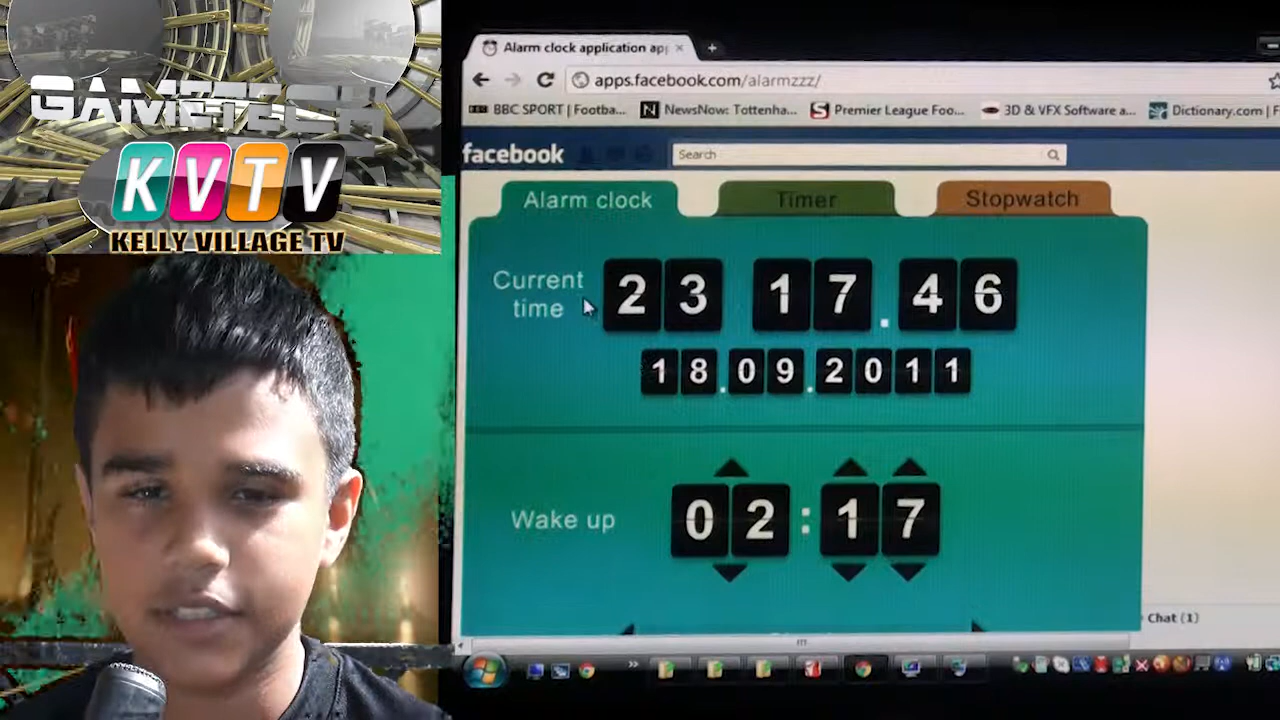 GAMETECH
KVTV
KELLY VILLAGE TV
Alarm clock application app
apps.facebook.com/alarmzzz/
BBC SPORT | Footba...
NewsNow: Tottenha...
Premier League Foo...
3D & VFX Software a...
Dictionary.com | F
facebook
Search
Alarm clock
Timer
Stopwatch
Current
time
23 17.46
18.09.2011
Wake up
02:17
Chat (1)